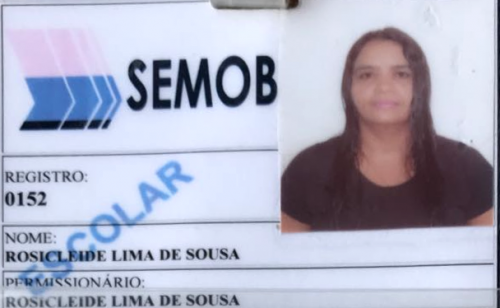 SEMOB
REGISTRO:
0152
ESCOLAR
NOME:
ROSICLEIDE LIMA DE SOUSA
PERMISSIONÁRIO:
ROSICLEIDE LIMA DE SOUSA